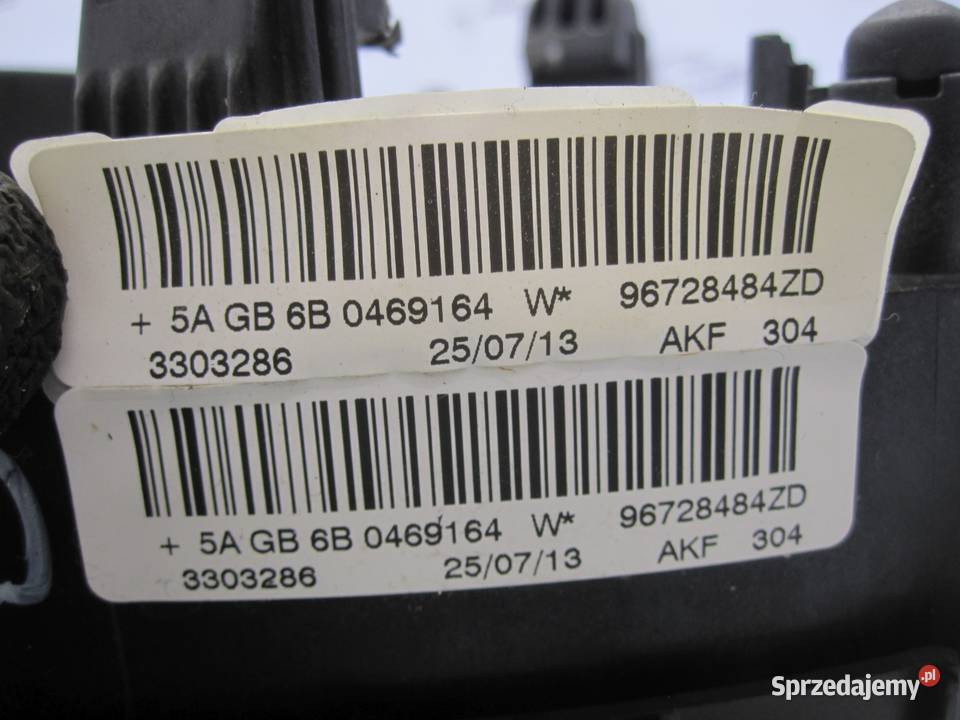 + 5A GB 6B 0469164 W* 96728484ZD
3303286 25/07/13 AKF 304
+ 5A GB 6B 0469164 W* 96728484ZD
3303286 25/07/13 AKF 304
Sprzedajemy.pl